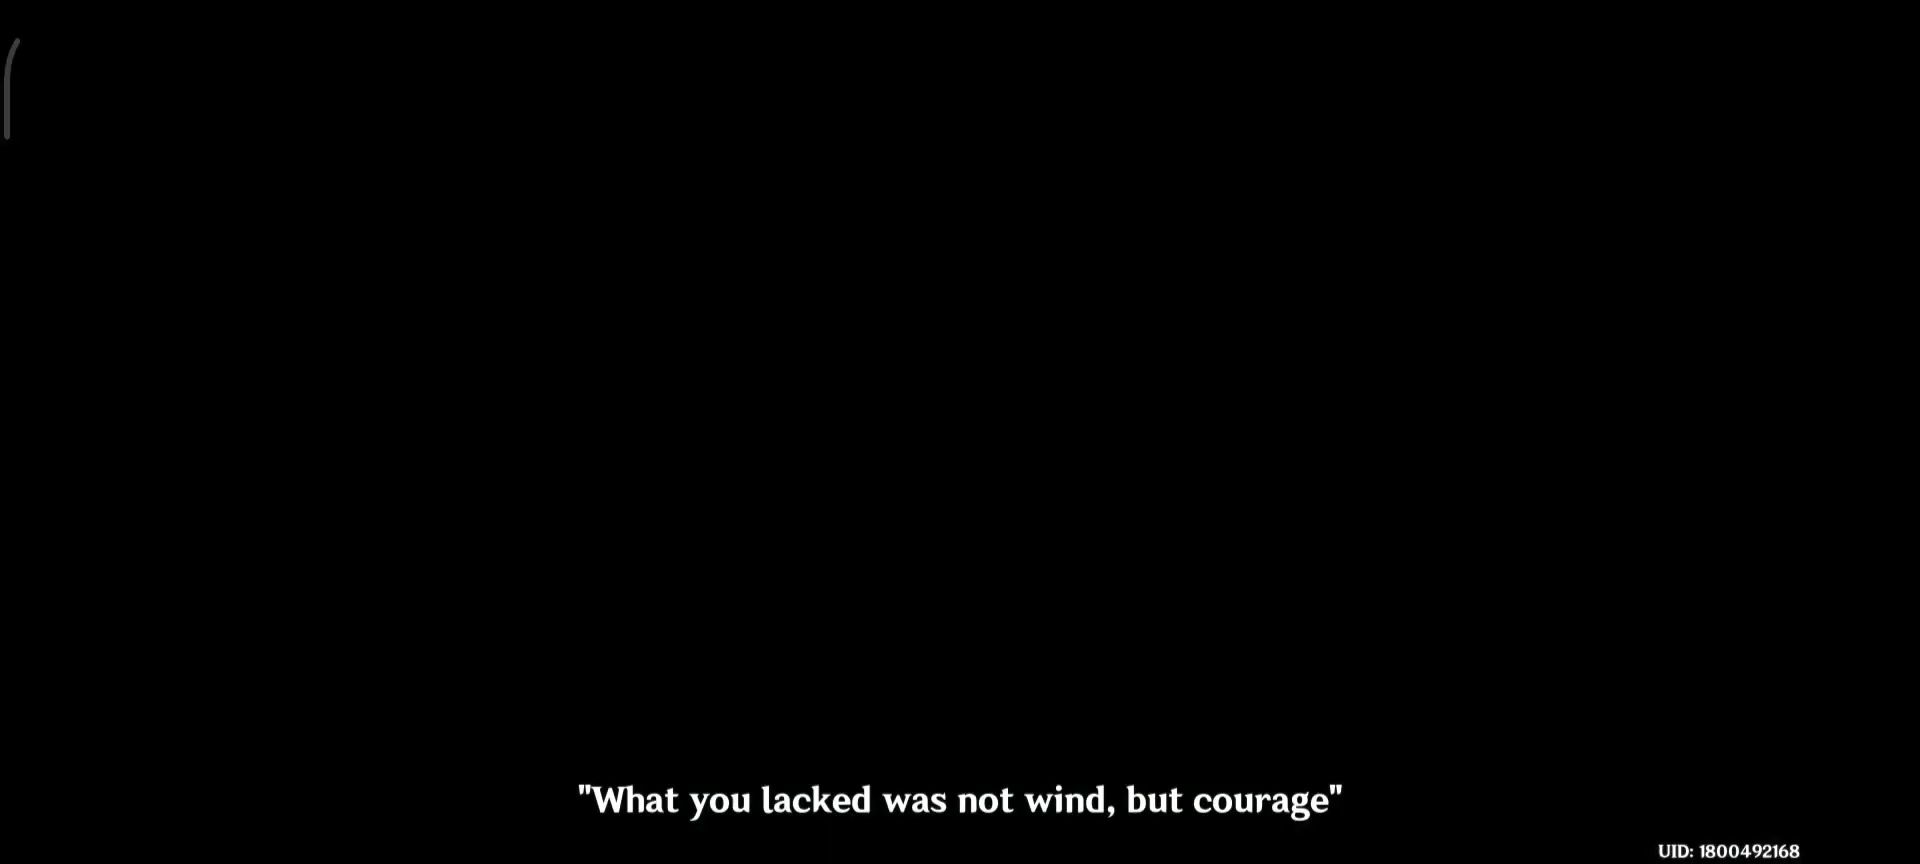 "What you lacked was not wind, but courage"
UID: 1800492168